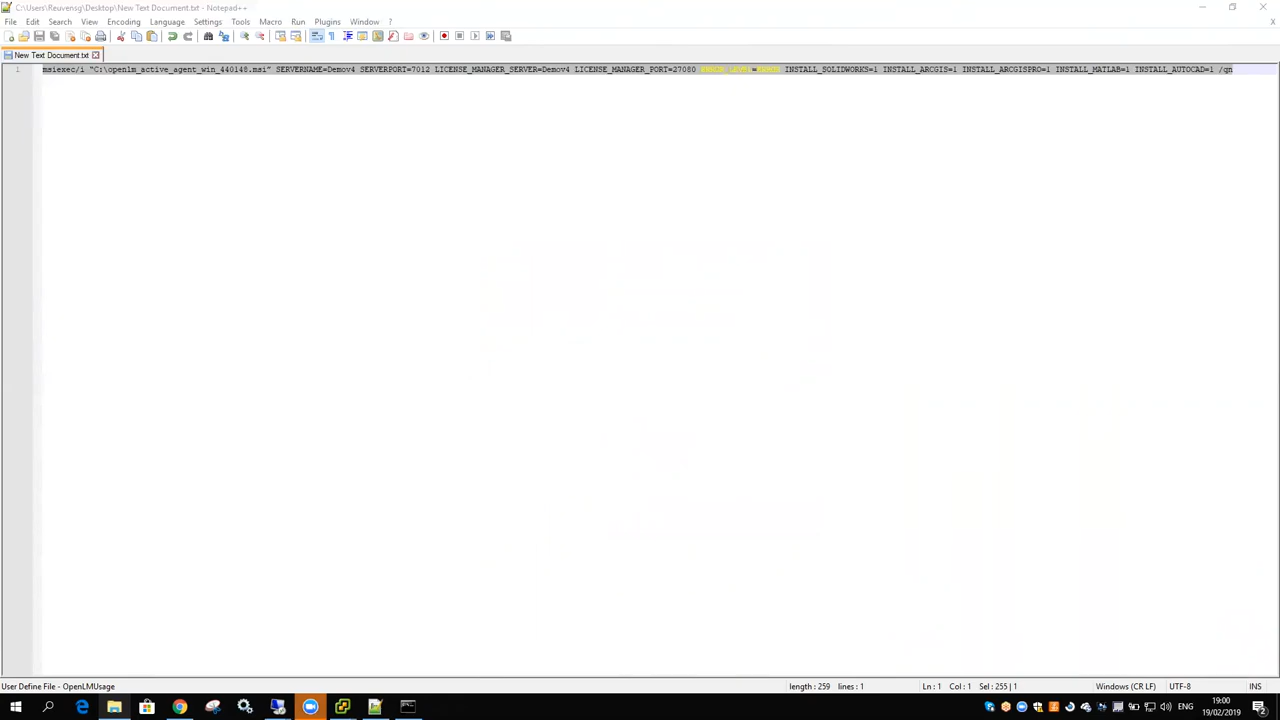 C:\Users\Reuvensg\Desktop\New Text Document.txt - Notepad++
File Edit Search View Encoding Language Settings Tools Macro Run Plugins Window ?
X
New Text Document.txt
1 msiexec/i "C:\openlm_active_agent_win_440148.msi" SERVERNAME=Demov4 SERVERPORT=7012 LICENSE_MANAGER_SERVER=Demov4 LICENSE_MANAGER_PORT=27080 = INSTALL_SOLIDWORKS=1 INSTALL_ARCGIS=1 INSTALL_ARCGISPRO=1 INSTALL_MATLAB=1 INSTALL_AUTOCAD=1 /qn
User Define File - OpenLMUsage length : 259 lines : 1 Ln : 1 Col : 1 Sel : 255 | 1 Windows (CR LF) UTF-8 INS
ENG
19:00
19/02/2019
2